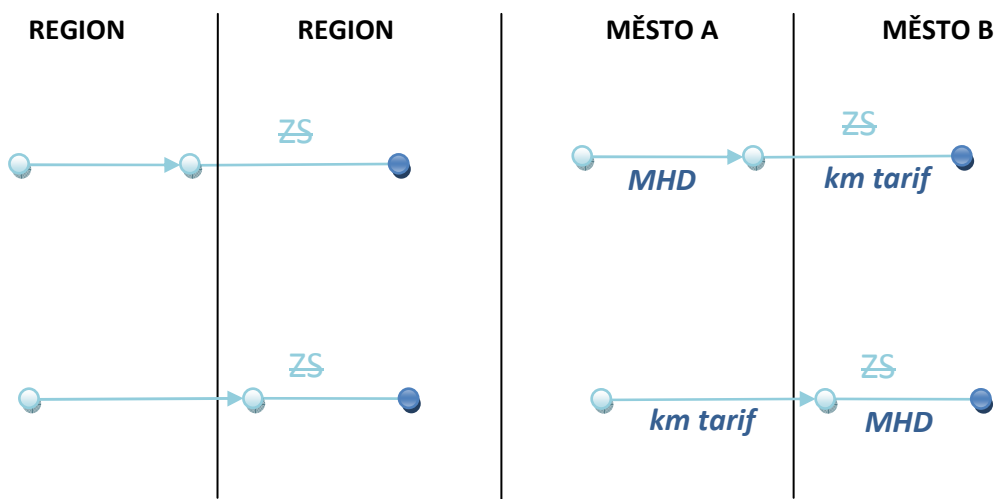 REGION REGION MĚSTO A MĚSTO B
ZS ZS
MHD km tarif
ZS ZS
km tarif MHD